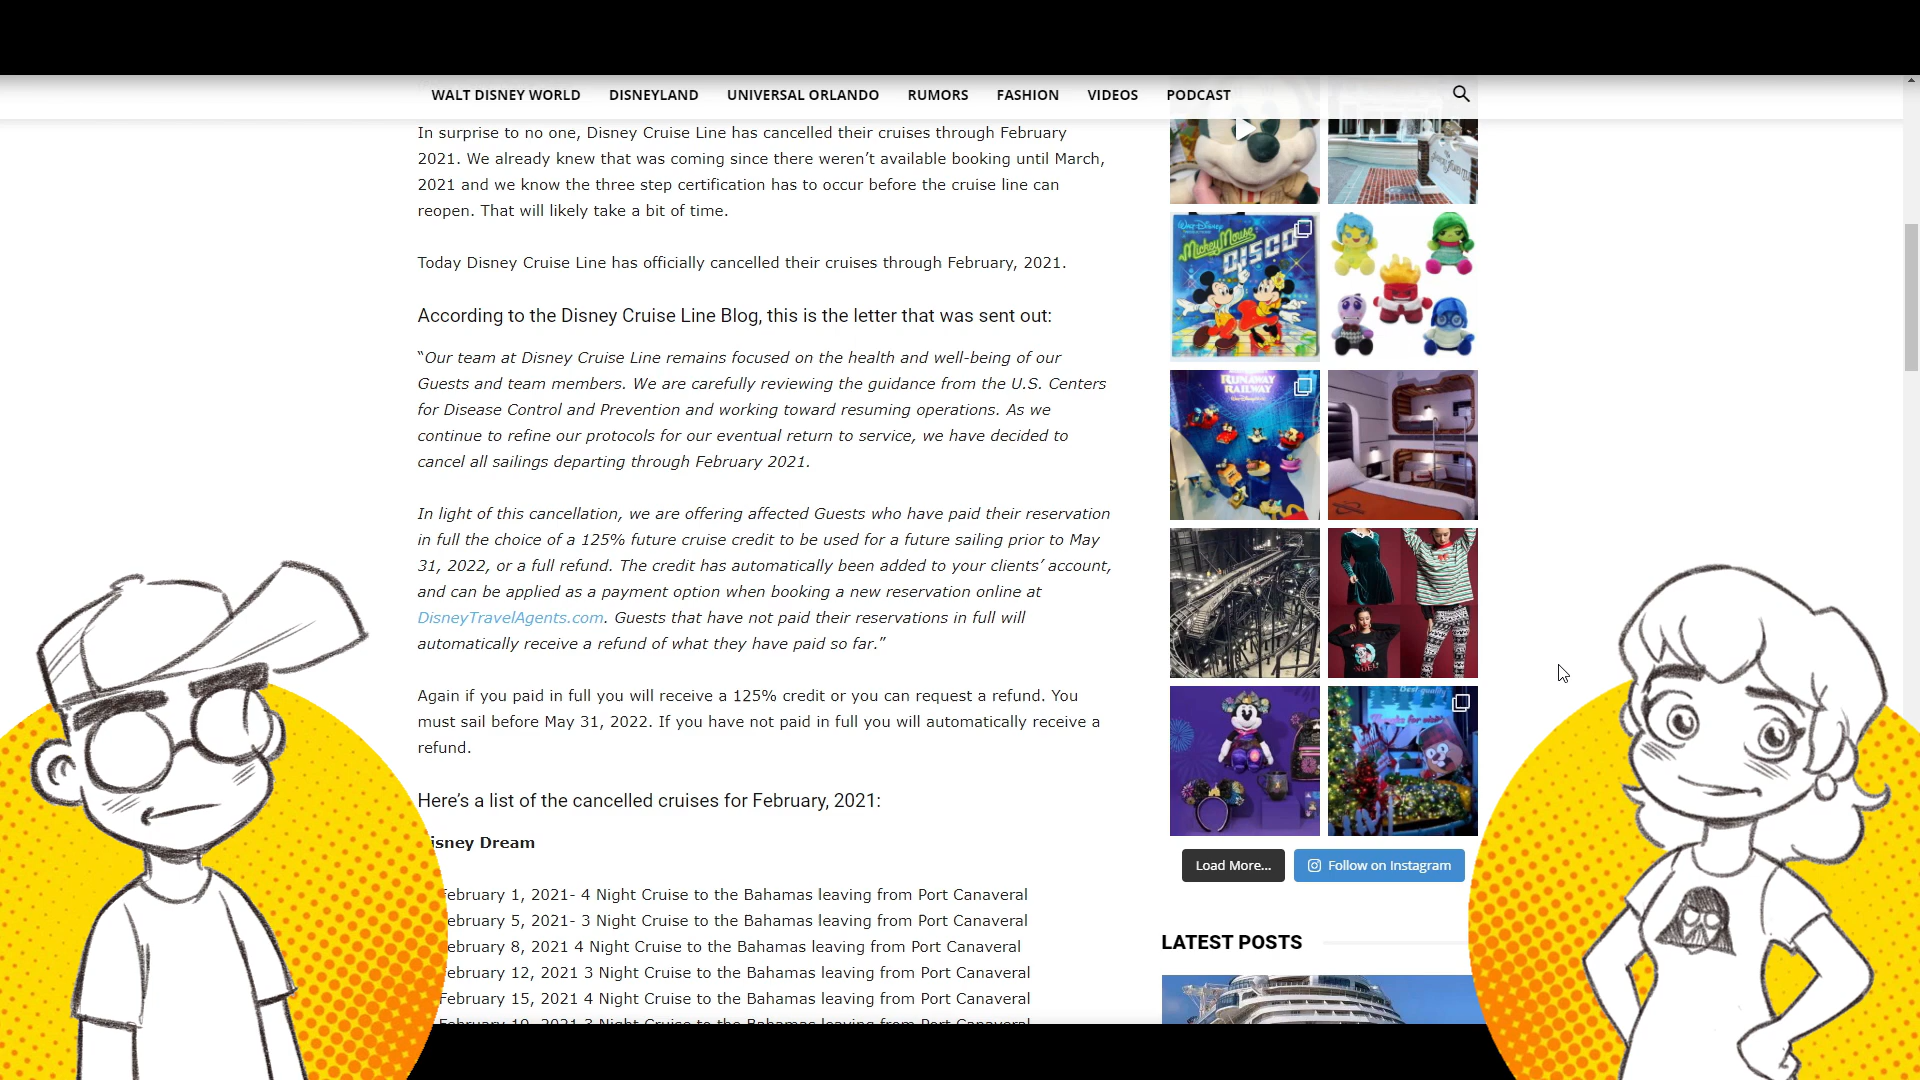 WALT DISNEY WORLD DISNEYLAND UNIVERSAL ORLANDO RUMORS FASHION VIDEOS PODCAST
In surprise to no one, Disney Cruise Line has cancelled their cruises through February
2021. We already knew that was coming since there weren’t available booking until March,
2021 and we know the three step certification has to occur before the cruise line can
reopen. That will likely take a bit of time.
Today Disney Cruise Line has officially cancelled their cruises through February, 2021.
According to the Disney Cruise Line Blog, this is the letter that was sent out:
“Our team at Disney Cruise Line remains focused on the health and well-being of our
Guests and team members. We are carefully reviewing the guidance from the U.S. Centers
for Disease Control and Prevention and working toward resuming operations. As we
continue to refine our protocols for our eventual return to service, we have decided to
cancel all sailings departing through February 2021.
In light of this cancellation, we are offering affected Guests who have paid their reservation
in full the choice of a 125% future cruise credit to be used for a future sailing prior to May
31, 2022, or a full refund. The credit has automatically been added to your clients’ account,
and can be applied as a payment option when booking a new reservation online at
DisneyTravelAgents.com. Guests that have not paid their reservations in full will
automatically receive a refund of what they have paid so far.”
Again if you paid in full you will receive a 125% credit or you can request a refund. You
must sail before May 31, 2022. If you have not paid in full you will automatically receive a
refund.
Here’s a list of the cancelled cruises for February, 2021:
isney Dream
ebruary 1, 2021- 4 Night Cruise to the Bahamas leaving from Port Canaveral
ebruary 5, 2021- 3 Night Cruise to the Bahamas leaving from Port Canaveral
ebruary 8, 2021 4 Night Cruise to the Bahamas leaving from Port Canaveral
ebruary 12, 2021 3 Night Cruise to the Bahamas leaving from Port Canaveral
February 15, 2021 4 Night Cruise to the Bahamas leaving from Port Canaveral
February 19, 2021 3 Night Cruise to the Bahamas leaving from Port Canaveral
Walt Disney
Mickey Mouse
DISCO
RUNAWAY
RAILWAY
NOEL
Best quality
Load More...
Follow on Instagram
LATEST POSTS